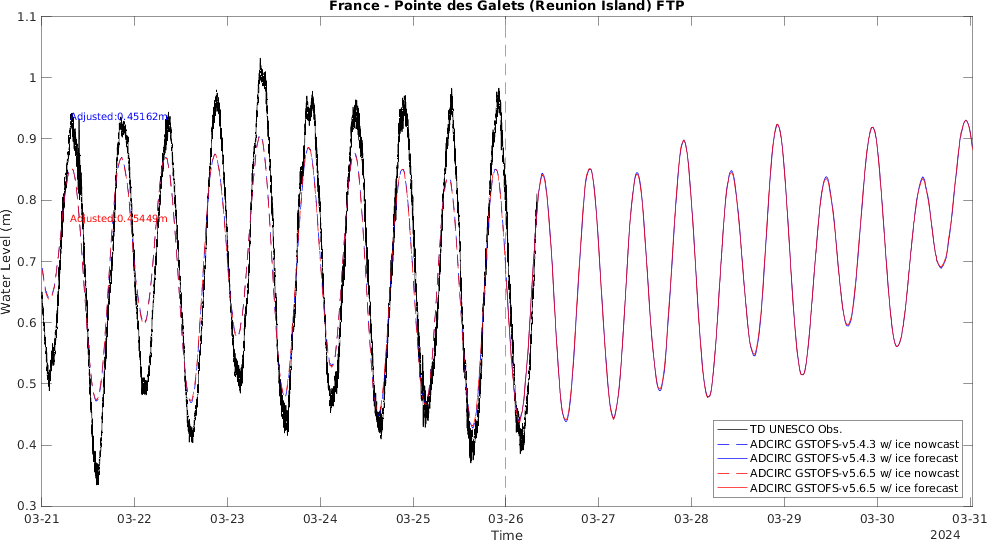 France - Pointe des Galets (Reunion Island) FTP
1.1
1
0.9
0.8
0.7
0.6
0.5
0.4
0.3
Water Level (m)
Adjusted:0.45162m
Adjusted:0.45449m
TD UNESCO Obs.
ADCIRC GSTOFS-v5.4.3 w/ ice nowcast
ADCIRC GSTOFS-v5.4.3 w/ ice forecast
ADCIRC GSTOFS-v5.6.5 w/ ice nowcast
ADCIRC GSTOFS-v5.6.5 w/ ice forecast
03-21 03-22 03-23 03-24 03-25 03-26 03-27 03-28 03-29 03-30 03-31
Time
2024